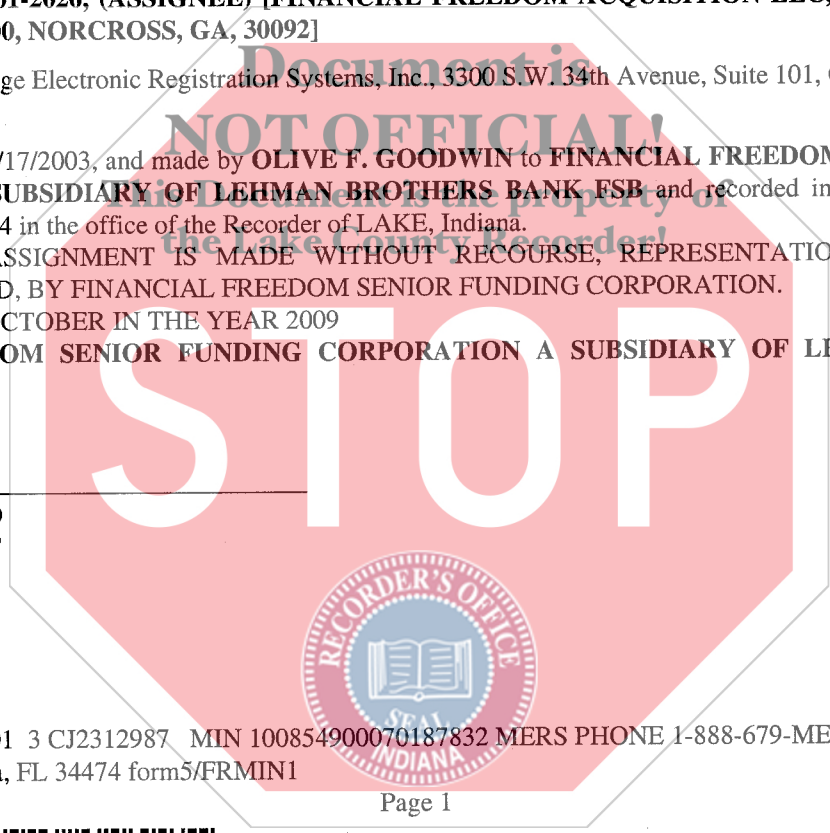 01-2020, (ASSIGNEE) [FINANCIAL FREEDOM ACQUISITION LLC,
00, NORCROSS, GA, 30092]
Document is
ge Electronic Registration Systems, Inc., 3300 S.W. 34th Avenue, Suite 101,
NOT OFFICIAL!
/17/2003, and made by OLIVE F. GOODWIN to FINANCIAL FREEDOM
This Document is the property of
SUBSIDIARY OF LEHMAN BROTHERS BANK FSB and recorded in
4 in the office of the Recorder of LAKE, Indiana.
the Lake County Recorder!
ASSIGNMENT IS MADE WITHOUT RECOURSE, REPRESENTATIO
D, BY FINANCIAL FREEDOM SENIOR FUNDING CORPORATION.
CTOBER IN THE YEAR 2009
OM SENIOR FUNDING CORPORATION A SUBSIDIARY OF LE
STOP
RECORDER'S OFFICE
SEAL
INDIANA
1 3 CJ2312987 MIN 100854900070187832 MERS PHONE 1-888-679-ME
, FL 34474 form5/FRMIN1
Page 1